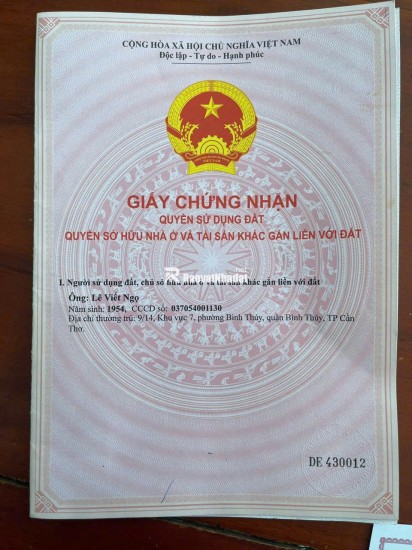 CỘNG HÒA XÃ HỘI CHỦ NGHĨA VIỆT NAM
Độc lập - Tự do - Hạnh phúc
GIẤY CHỨNG NHẬN
QUYỀN SỬ DỤNG ĐẤT
QUYỀN SỞ HỮU NHÀ Ở VÀ TÀI SẢN KHÁC GẮN LIỀN VỚI ĐẤT
RaovatKhadat
I. Người sử dụng đất, chủ sở hữu nhà ở và tài sản khác gắn liền với đất
Ông: Lê Viết Ngọ
Năm sinh: 1954, CCCD số: 037054001130
Địa chỉ thường trú: 9/14, Khu vực 7, phường Bình Thủy, quận Bình Thủy, TP Cần
Thơ.
DE 430012